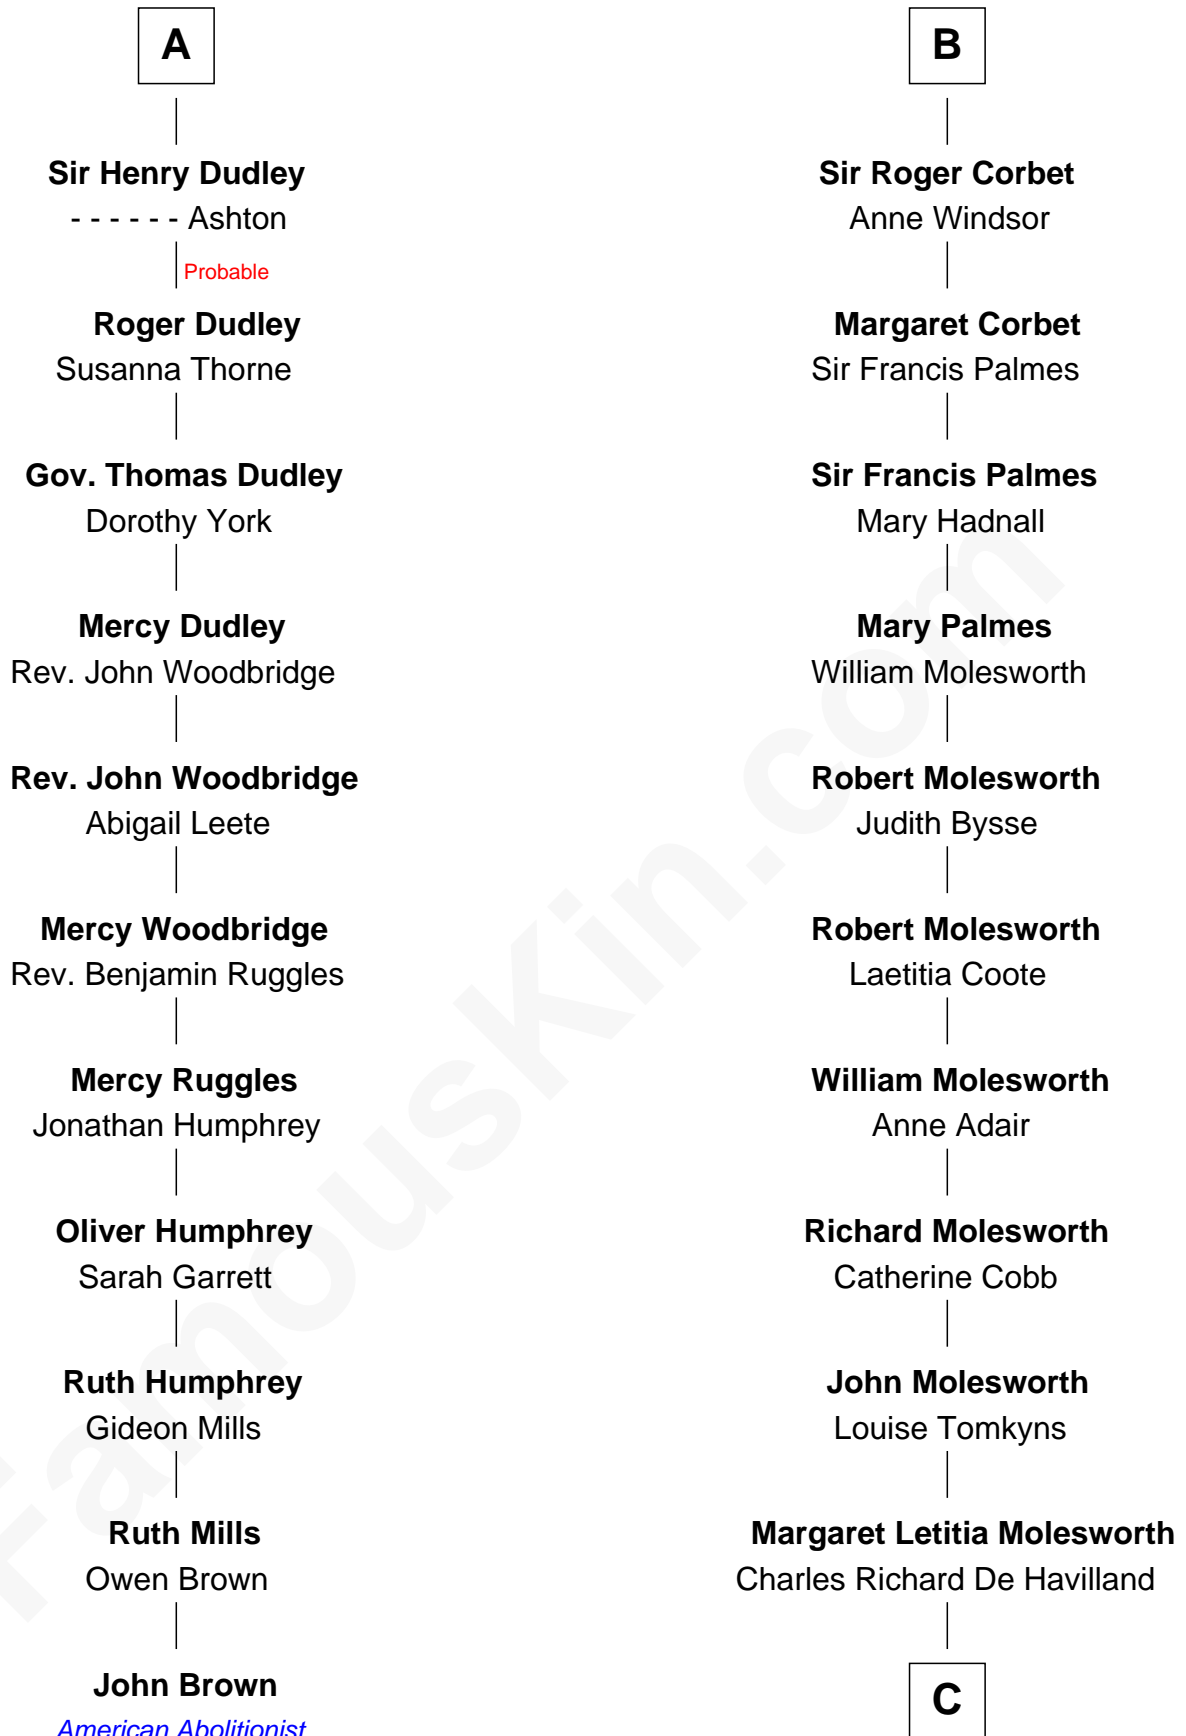 A
Sir Henry Dudley
- - - - - - Ashton
Probable
Roger Dudley
Susanna Thorne
Gov. Thomas Dudley
Dorothy York
Mercy Dudley
Rev. John Woodbridge
Rev. John Woodbridge
Abigail Leete
Mercy Woodbridge
Rev. Benjamin Ruggles
Mercy Ruggles
Jonathan Humphrey
Oliver Humphrey
Sarah Garrett
Ruth Humphrey
Gideon Mills
Ruth Mills
Owen Brown
John Brown
American Abolitionist
B
Sir Roger Corbet
Anne Windsor
Margaret Corbet
Sir Francis Palmes
Sir Francis Palmes
Mary Hadnall
Mary Palmes
William Molesworth
Robert Molesworth
Judith Bysse
Robert Molesworth
Laetitia Coote
William Molesworth
Anne Adair
Richard Molesworth
Catherine Cobb
John Molesworth
Louise Tomkyns
Margaret Letitia Molesworth
Charles Richard De Havilland
C
FamousKin.com